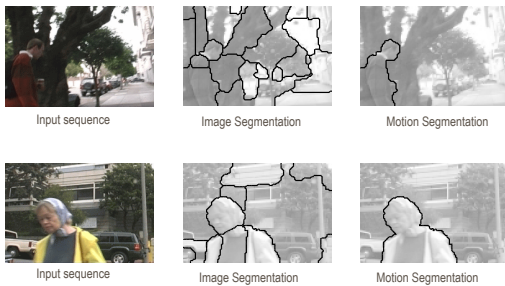 Input sequence
Image Segmentation
Motion Segmentation
Input sequence
Image Segmentation
Motion Segmentation